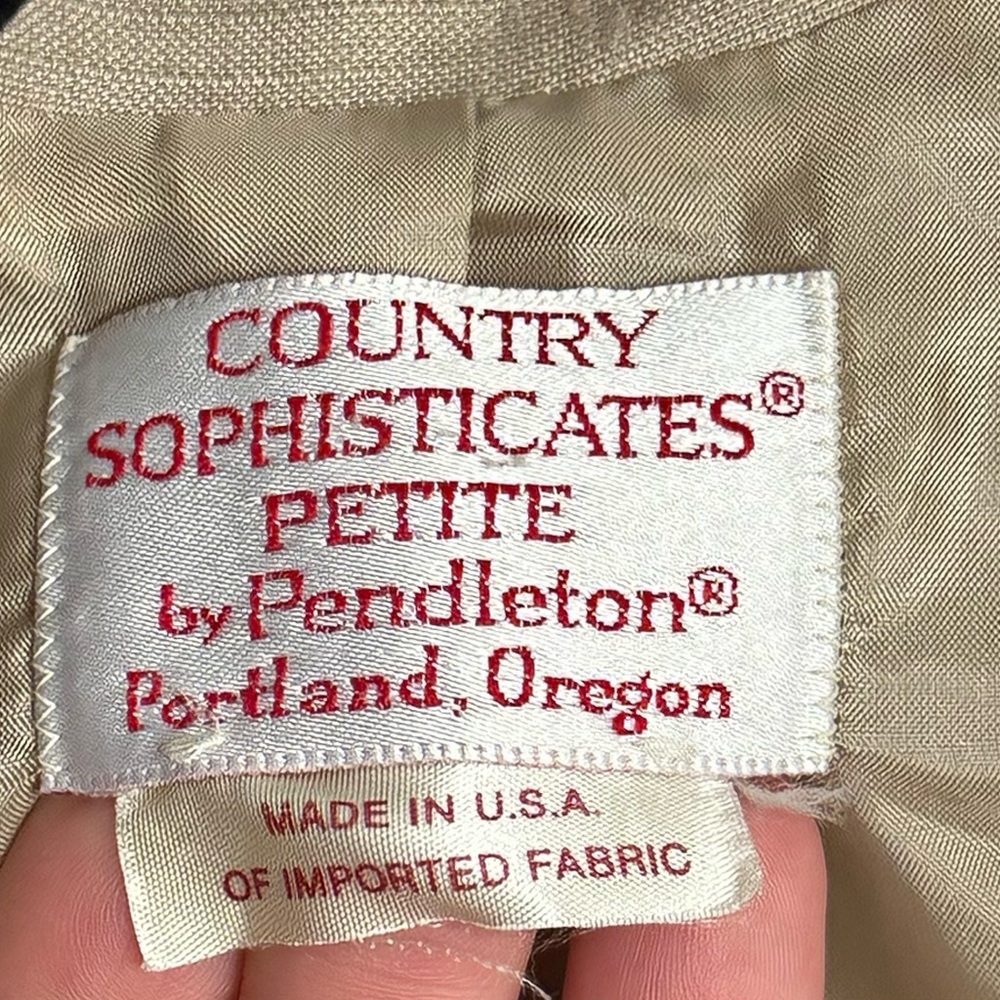 COUNTRY
SOPHISTICATES®
PETITE
by Pendleton®
Portland, Oregon
MADE IN U.S.A.
OF IMPORTED FABRIC